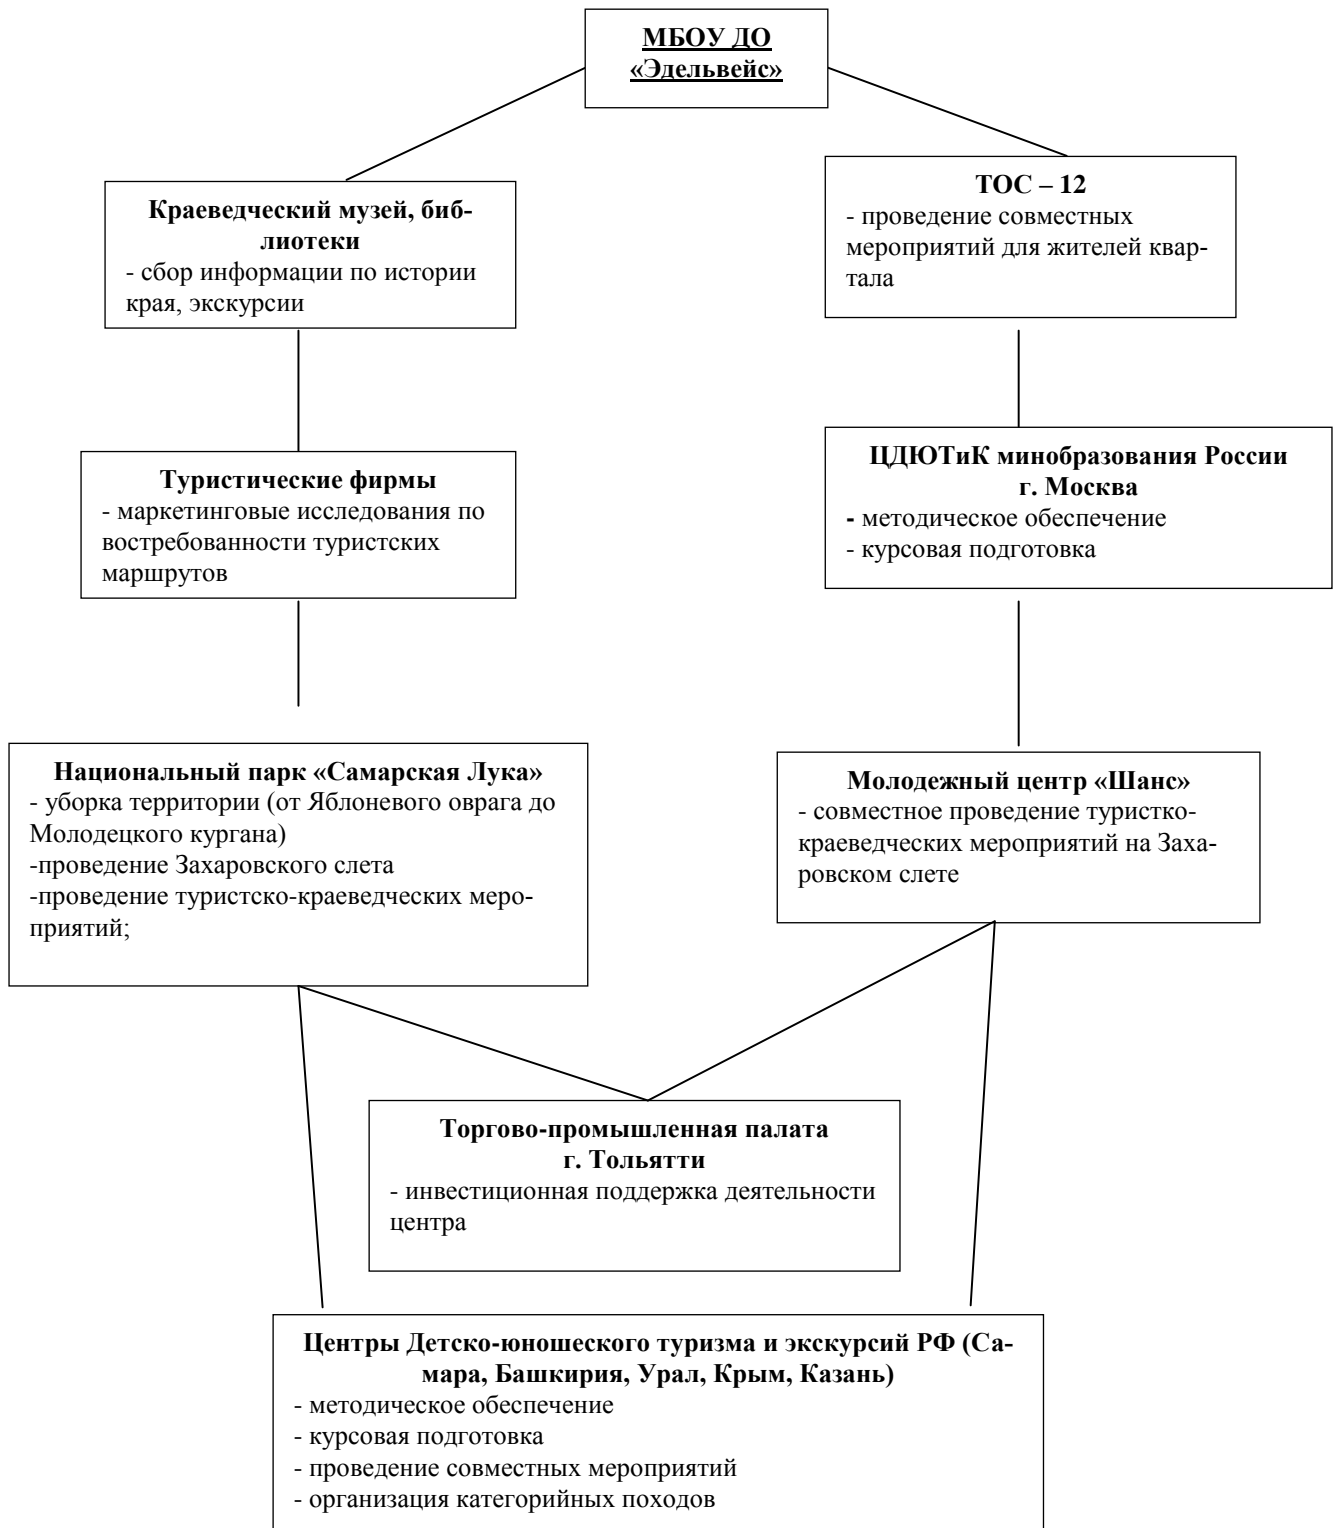 МБОУ ДО
«Эдельвейс»
Краеведческий музей, биб-
лиотеки
- сбор информации по истории
края, экскурсии
ТОС – 12
- проведение совместных
мероприятий для жителей квар-
тала
Туристические фирмы
- маркетинговые исследования по
востребованности туристских
маршрутов
ЦДЮТиК минобразования России
г. Москва
- методическое обеспечение
- курсовая подготовка
Национальный парк «Самарская Лука»
- уборка территории (от Яблоневого оврага до
Молодецкого кургана)
-проведение Захаровского слета
-проведение туристско-краеведческих меро-
приятий;
Молодежный центр «Шанс»
- совместное проведение туристко-
краеведческих мероприятий на Заха-
ровском слете
Торгово-промышленная палата
г. Тольятти
- инвестиционная поддержка деятельности
центра
Центры Детско-юношеского туризма и экскурсий РФ (Са-
мара, Башкирия, Урал, Крым, Казань)
- методическое обеспечение
- курсовая подготовка
- проведение совместных мероприятий
- организация категорийных походов